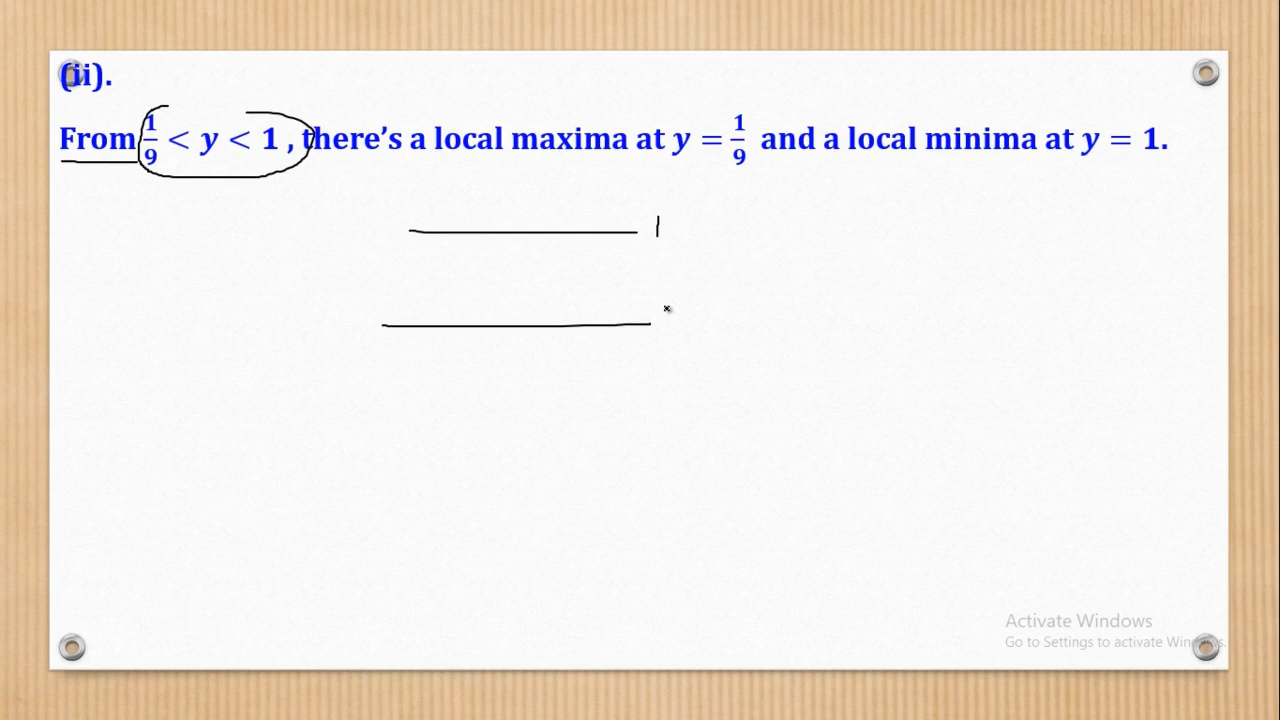 (ii).
From 1/9 < y < 1 , there’s a local maxima at y = 1/9 and a local minima at y = 1.
1
Activate Windows
Go to Settings to activate Windows.